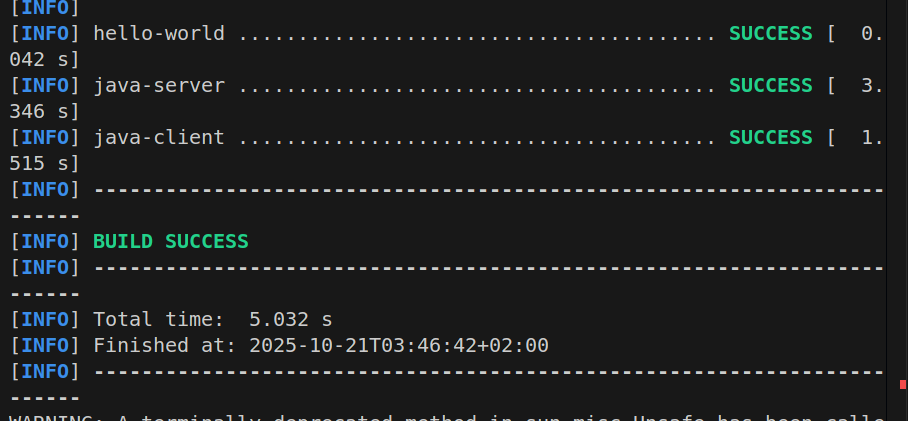 [INFO]
[INFO] hello-world ........................................ SUCCESS [  0.
042 s]
[INFO] java-server ........................................ SUCCESS [  3.
346 s]
[INFO] java-client ........................................ SUCCESS [  1.
515 s]
[INFO] ------------------------------------------------------------------
------
[INFO] BUILD SUCCESS
[INFO] ------------------------------------------------------------------
------
[INFO] Total time:  5.032 s
[INFO] Finished at: 2025-10-21T03:46:42+02:00
[INFO] ------------------------------------------------------------------
------
WARNING: A terminally deprecated method in sun.misc.Unsafe has been calle